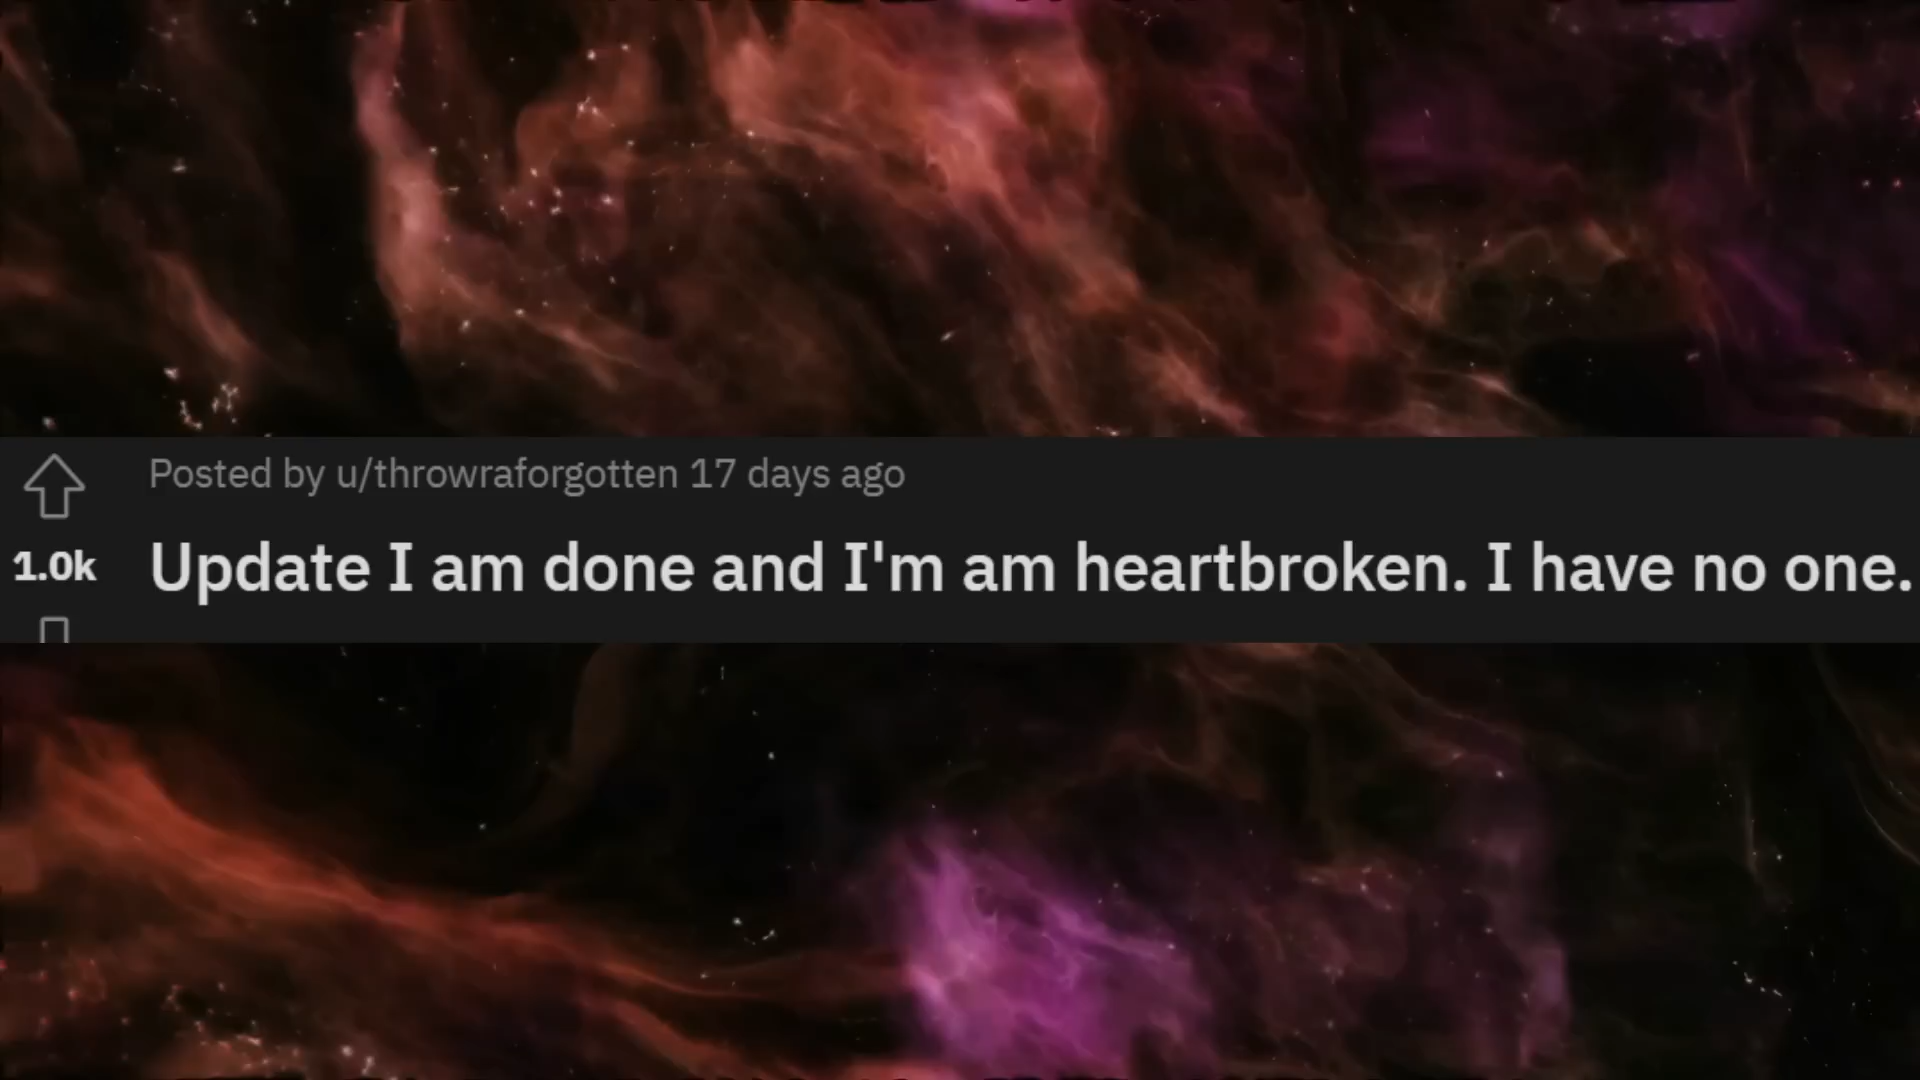 Posted by u/throwraforgotten 17 days ago
1.0k
Update I am done and I'm am heartbroken. I have no one.